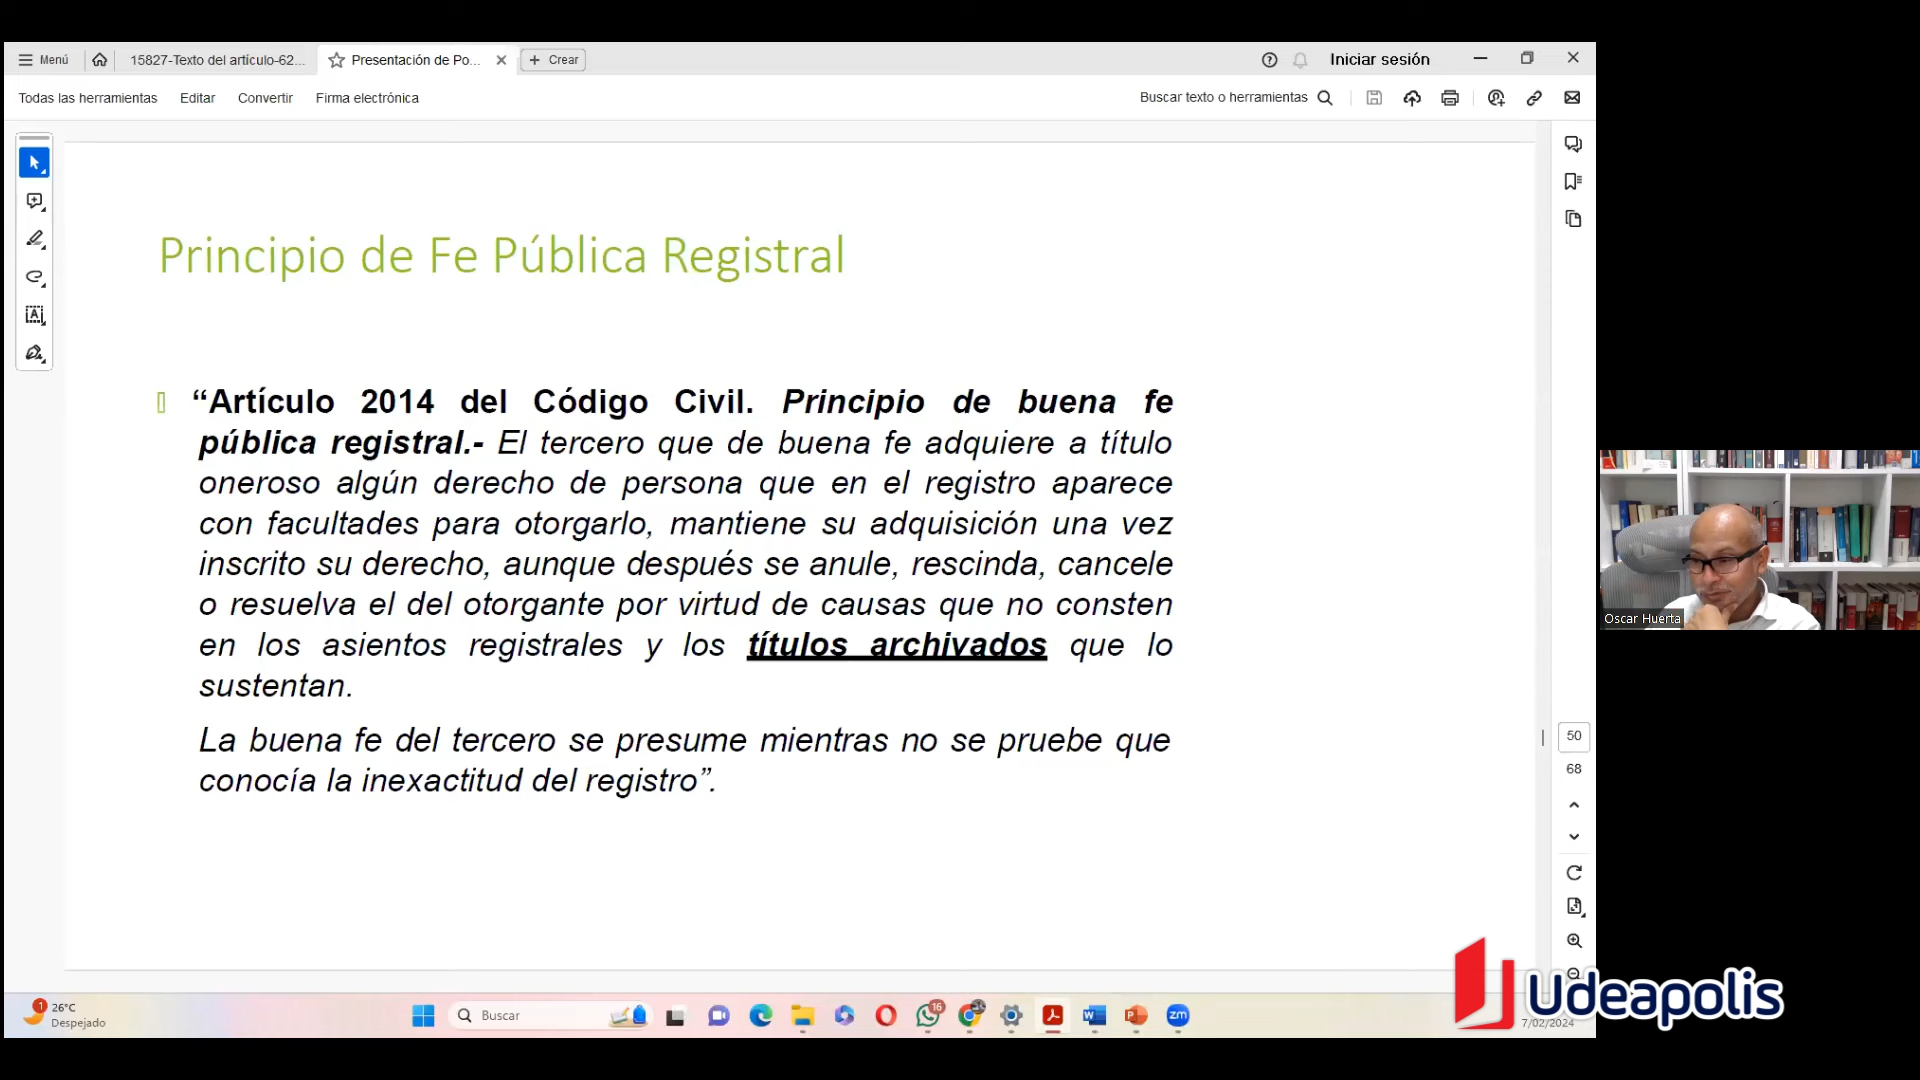 Menú
15827-Texto del artículo-62...
Presentación de Po...
Crear
Iniciar sesión
Todas las herramientas
Editar
Convertir
Firma electrónica
Buscar texto o herramientas
Principio de Fe Pública Registral
“Artículo 2014 del Código Civil. Principio de buena fe
pública registral.- El tercero que de buena fe adquiere a título
oneroso algún derecho de persona que en el registro aparece
con facultades para otorgarlo, mantiene su adquisición una vez
inscrito su derecho, aunque después se anule, rescinda, cancele
o resuelva el del otorgante por virtud de causas que no consten
en los asientos registrales y los títulos archivados que lo
sustentan.
La buena fe del tercero se presume mientras no se pruebe que
conocía la inexactitud del registro”.
Oscar Huerta
50
68
1
26°C
Despejado
Buscar
16
zm
7/02/2024
Udeapolis